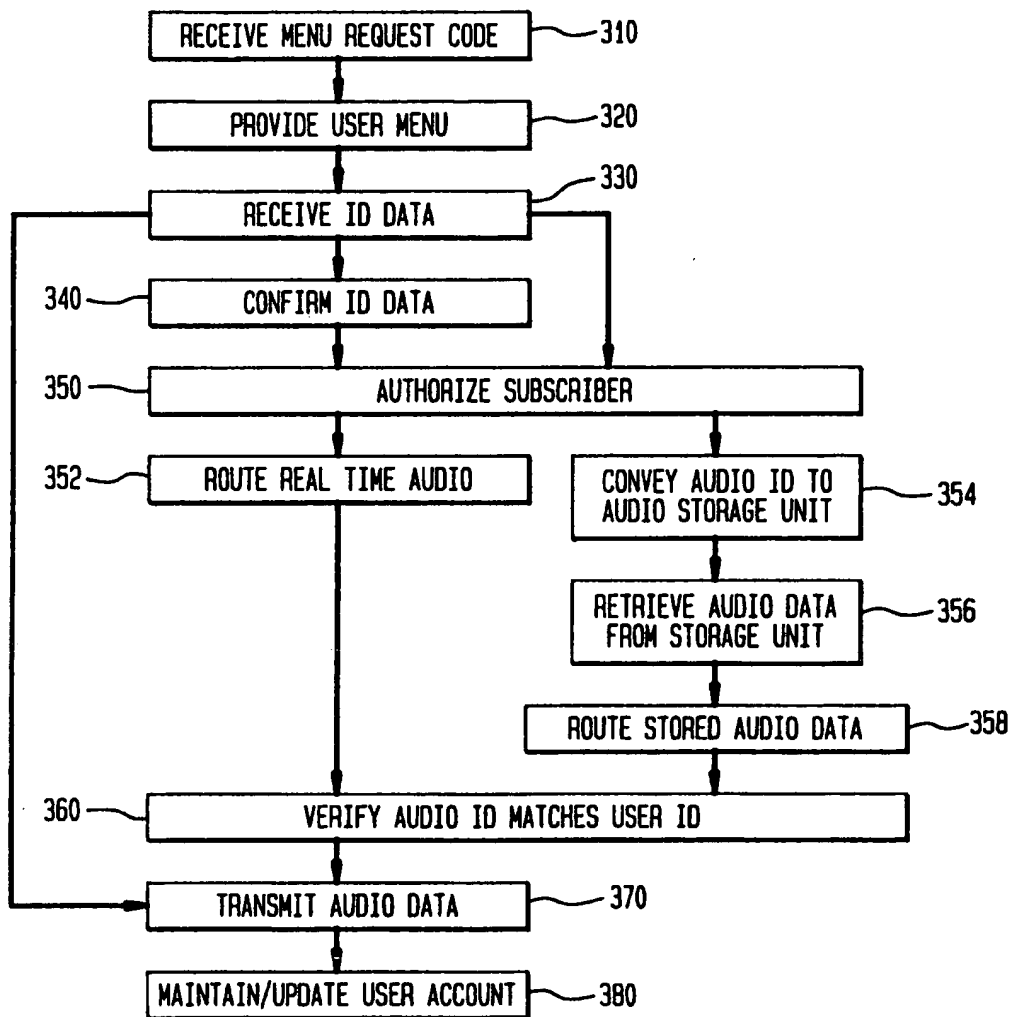 RECEIVE MENU REQUEST CODE
310
PROVIDE USER MENU
320
330
RECEIVE ID DATA
340
CONFIRM ID DATA
350
AUTHORIZE SUBSCRIBER
352
ROUTE REAL TIME AUDIO
CONVEY AUDIO ID TO
AUDIO STORAGE UNIT
354
RETRIEVE AUDIO DATA
FROM STORAGE UNIT
356
ROUTE STORED AUDIO DATA
358
360
VERIFY AUDIO ID MATCHES USER ID
TRANSMIT AUDIO DATA
370
MAINTAIN/UPDATE USER ACCOUNT
380